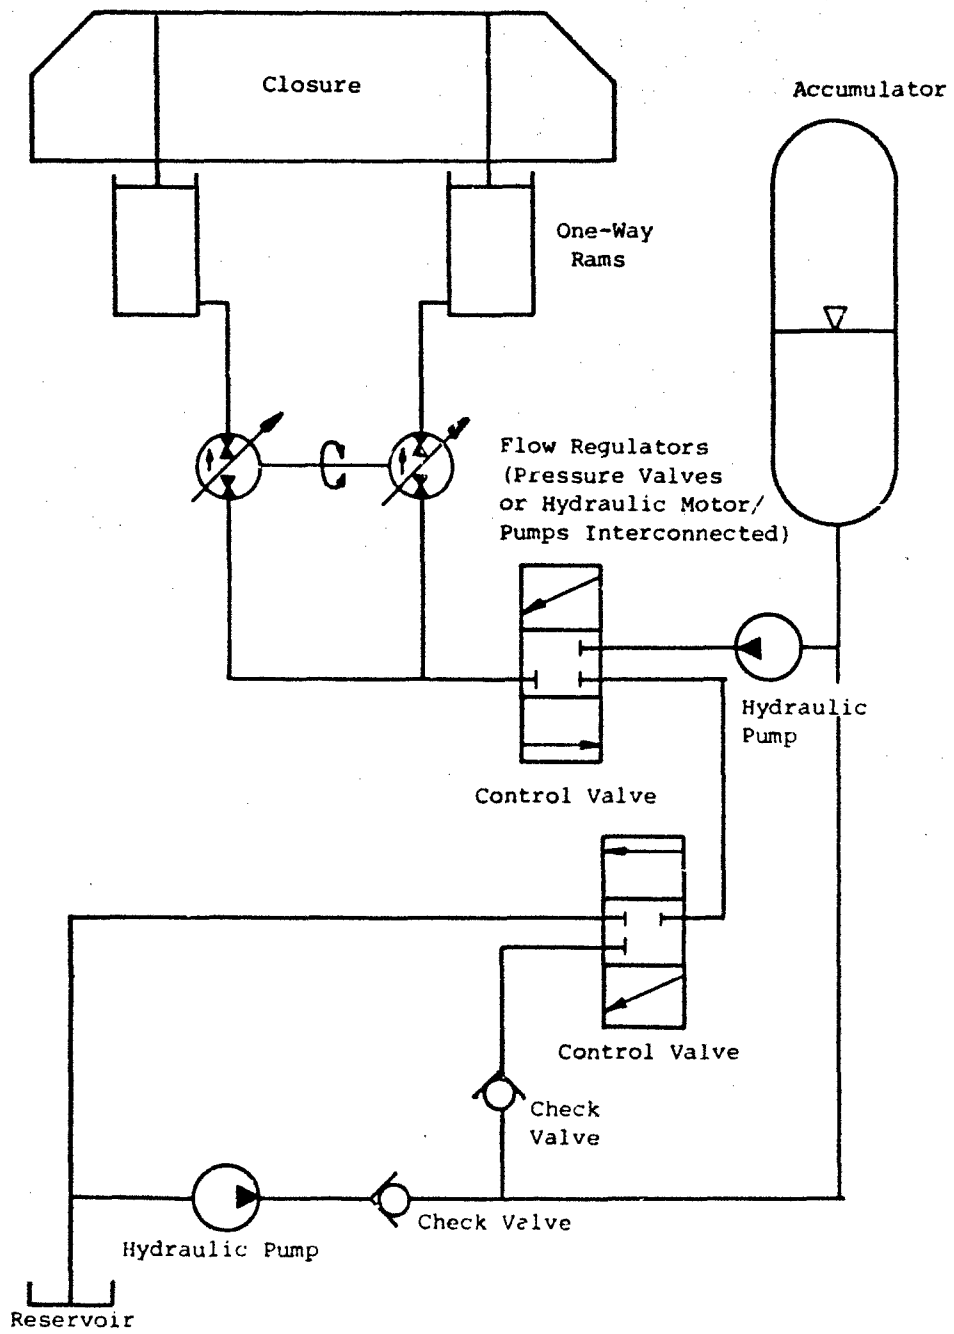 Closure
Accumulator
One-Way
Rams
Flow Regulators
(Pressure Valves
or Hydraulic Motor/
Pumps Interconnected)
Hydraulic
Pump
Control Valve
Control Valve
Check
Valve
Check Valve
Hydraulic Pump
Reservoir